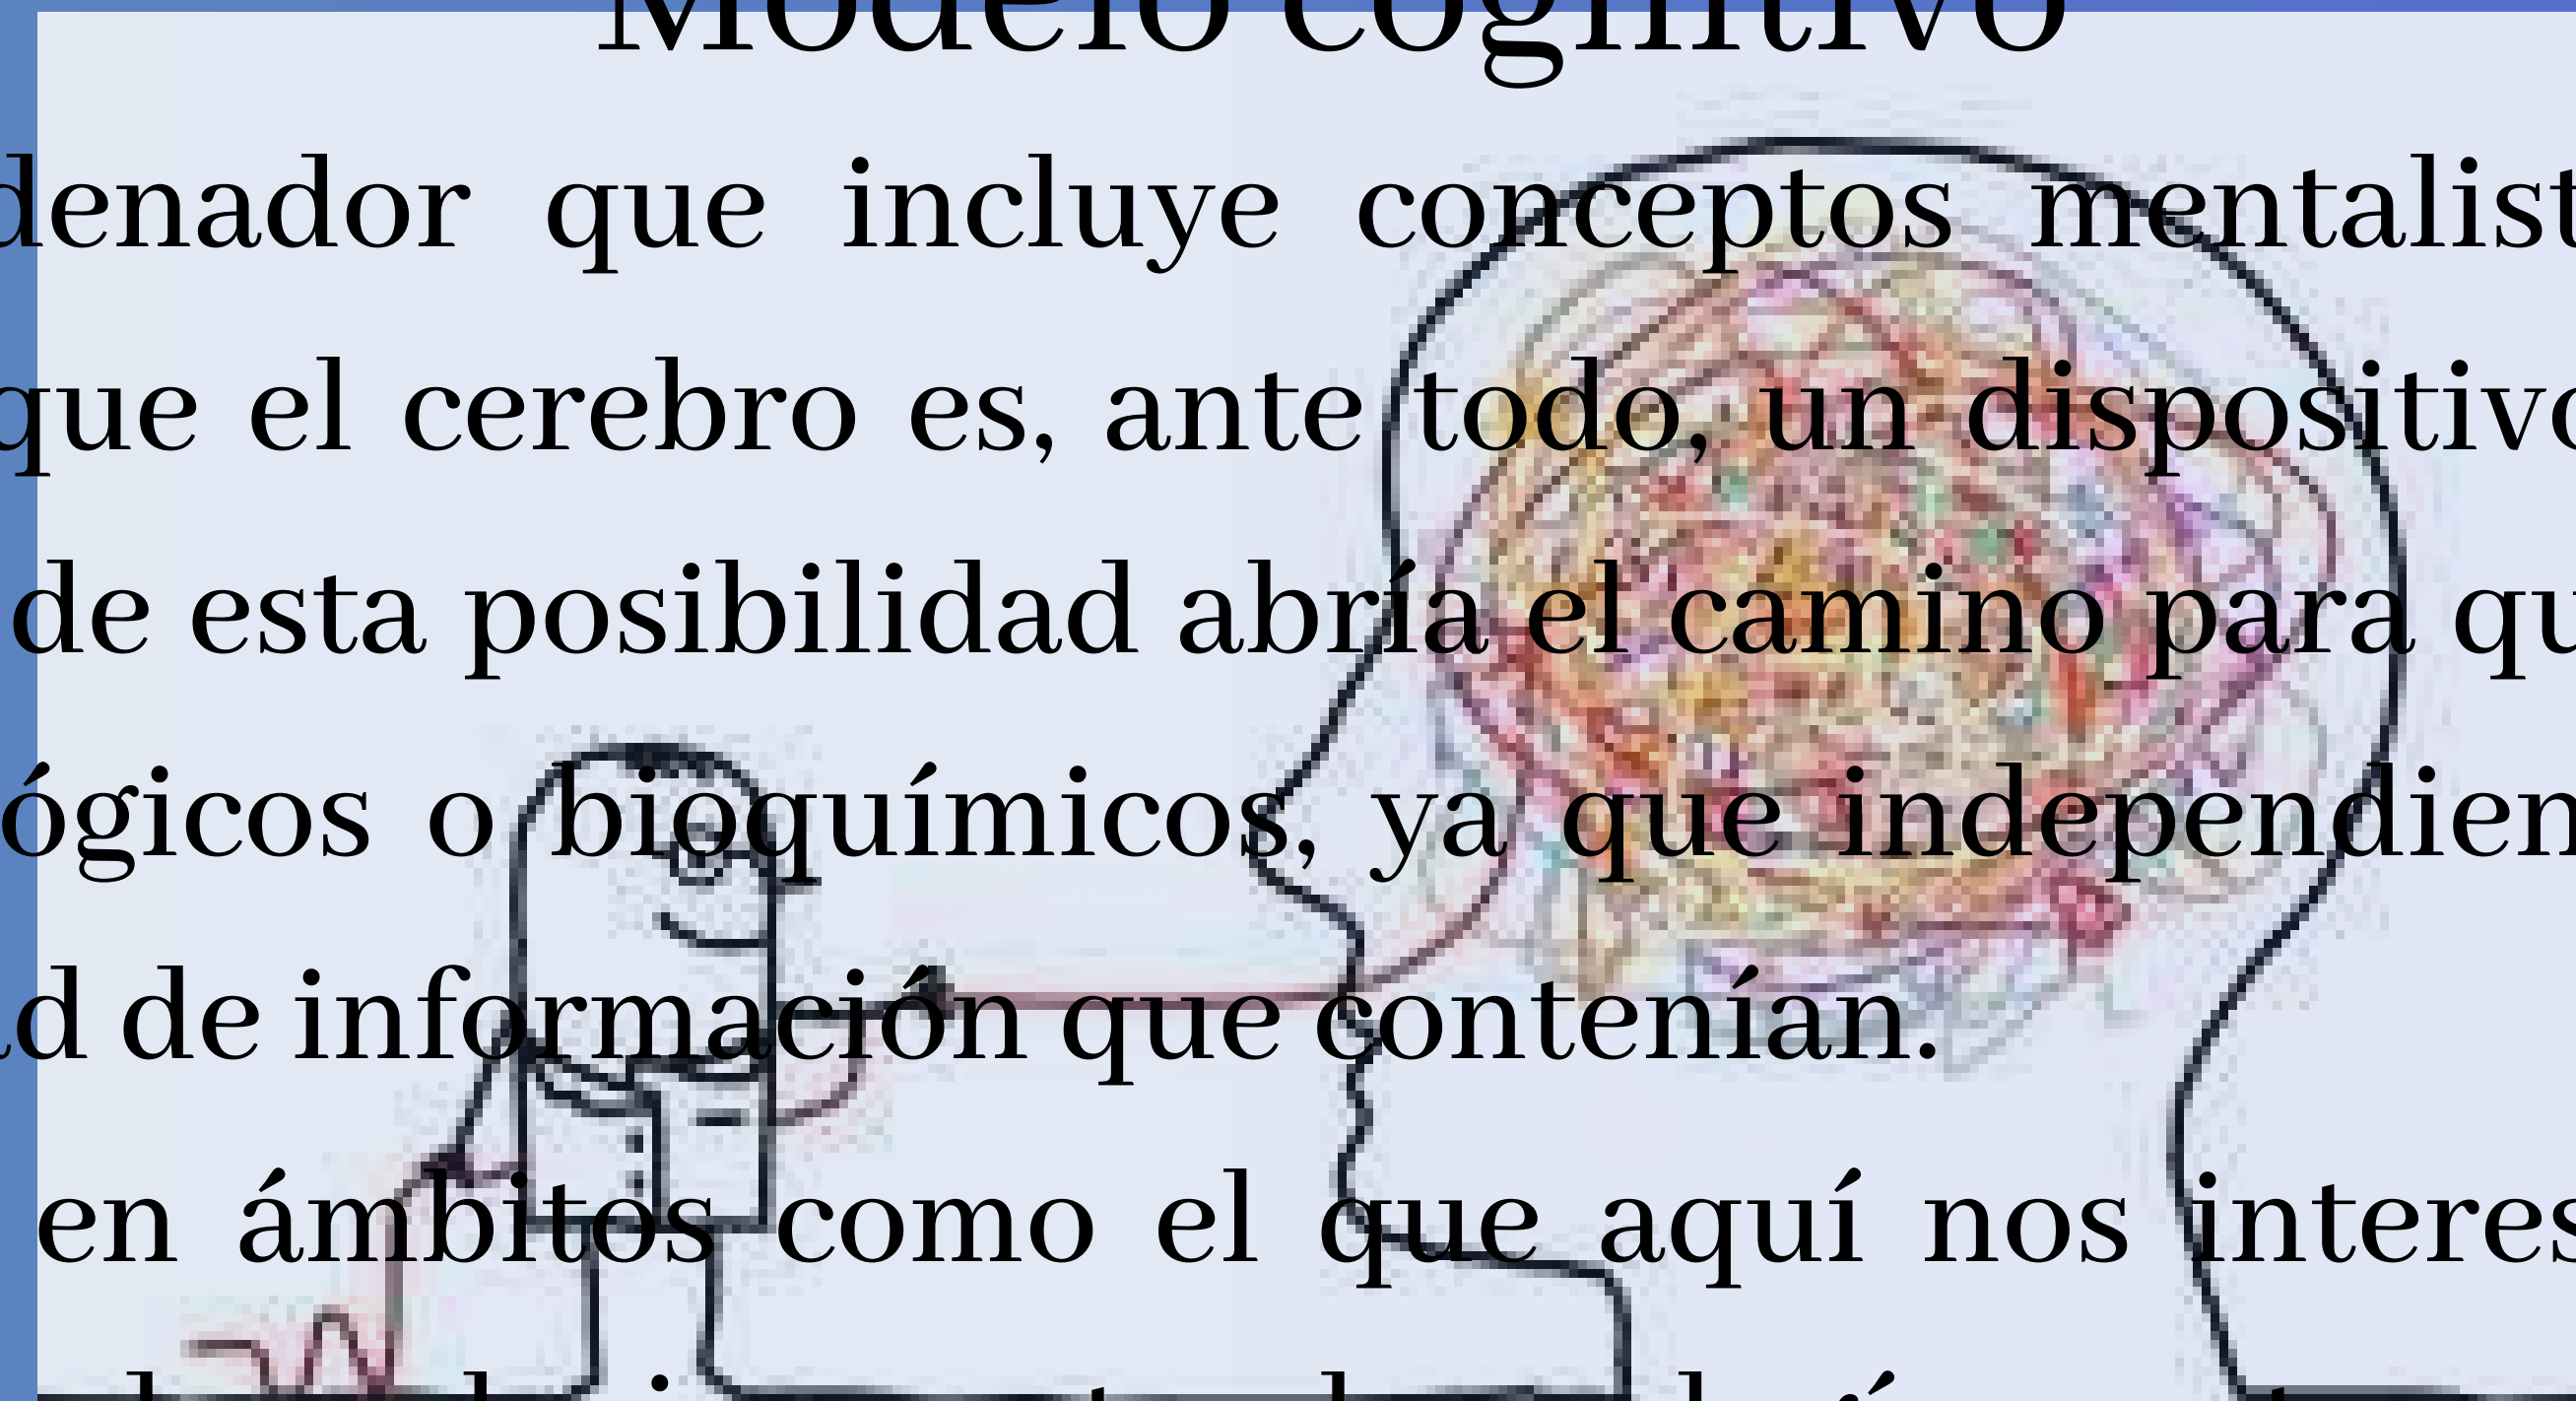 Modelo cognitivo
denador que incluye conceptos mentalist
que el cerebro es, ante todo, un dispositivo
de esta posibilidad abría el camino para qu
ógicos o bioquímicos, ya que independien
ad de información que contenían.
en ámbitos como el que aquí nos interes